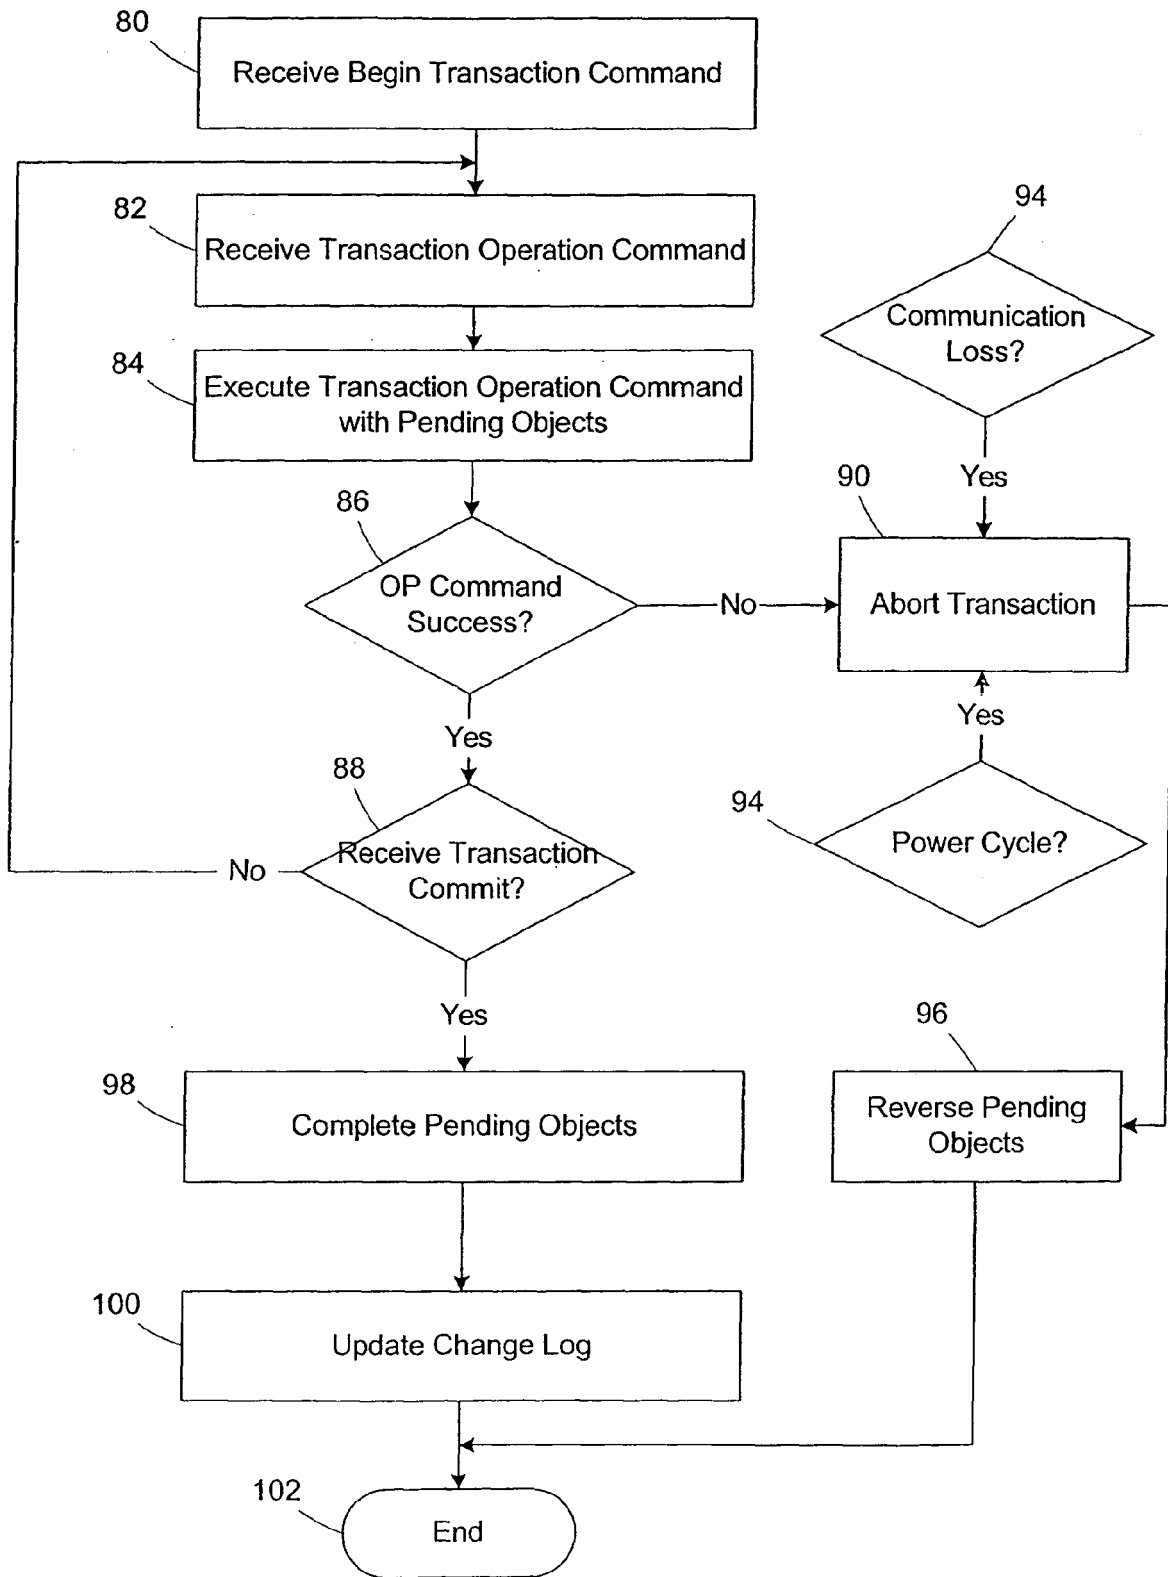 80
Receive Begin Transaction Command
82
Receive Transaction Operation Command
94
Communication
Loss?
84
Execute Transaction Operation Command
with Pending Objects
Yes
90
86
OP Command
Success?
No
Abort Transaction
Yes
Yes
88
94
Receive Transaction
Commit?
No
Power Cycle?
Yes
96
98
Complete Pending Objects
Reverse Pending
Objects
100
Update Change Log
102
End